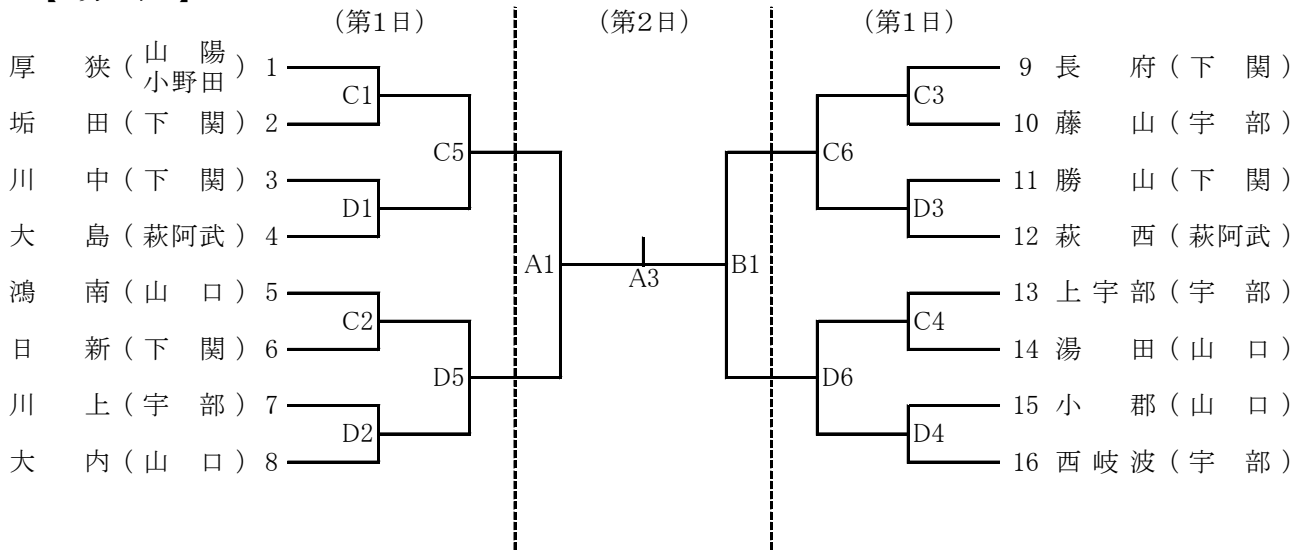 (第1日) (第2日) (第1日)
厚 狭 ( 山 陽 小野田 ) 1
C1
垢 田 ( 下 関 ) 2
C5
川 中 ( 下 関 ) 3
D1
大 島 ( 萩阿武 ) 4
A1
鴻 南 ( 山 口 ) 5
C2
日 新 ( 下 関 ) 6
D5
川 上 ( 宇 部 ) 7
D2
大 内 ( 山 口 ) 8
A3
B1
9 長 府 ( 下 関 )
C3
10 藤 山 ( 宇 部 )
C6
11 勝 山 ( 下 関 )
D3
12 萩 西 ( 萩阿武 )
13 上 宇 部 ( 宇 部 )
C4
14 湯 田 ( 山 口 )
D6
15 小 郡 ( 山 口 )
D4
16 西 岐 波 ( 宇 部 )